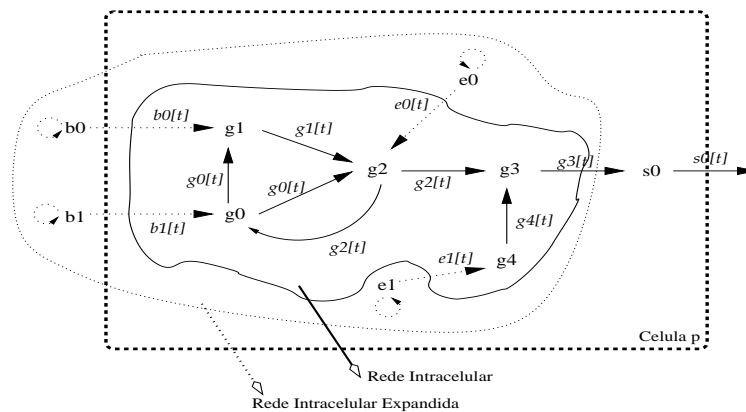 e0
e0[t]
b0
b0[t]
g1
g1[t]
g0[t]
g0[t]
g2
g2[t]
g3
g3[t]
s0
s0[t]
b1
b1[t]
g0
g2[t]
g4[t]
g4
e1
e1[t]
Celula p
Rede Intracelular
Rede Intracelular Expandida